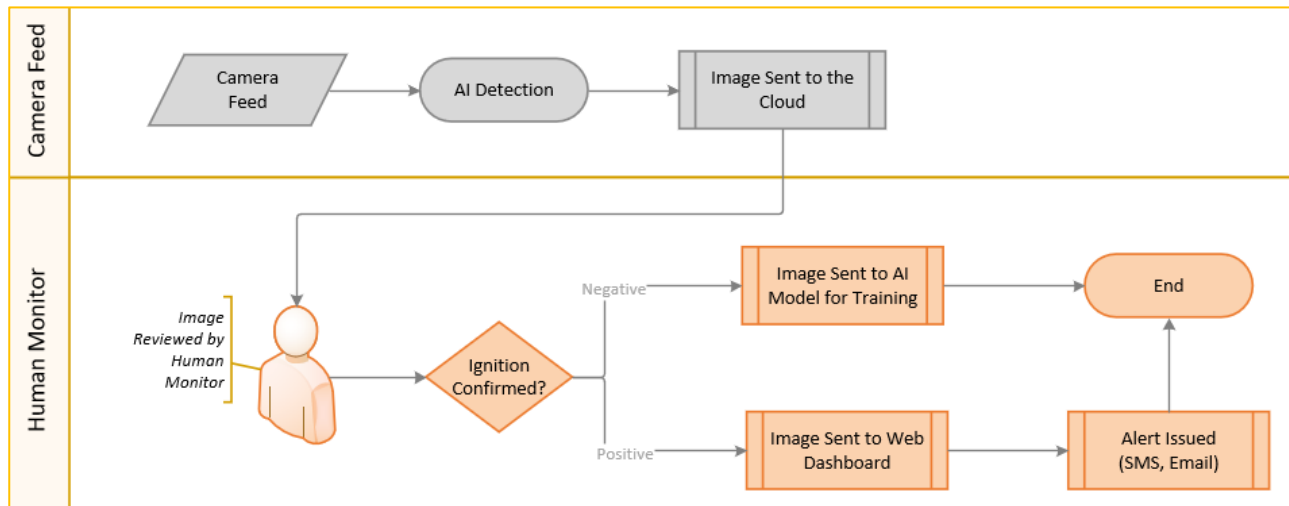 Camera Feed
Camera
Feed
AI Detection
Image Sent to the
Cloud
Human Monitor
Image
Reviewed by
Human
Monitor
Ignition
Confirmed?
Negative
Image Sent to AI
Model for Training
End
Positive
Image Sent to Web
Dashboard
Alert Issued
(SMS, Email)